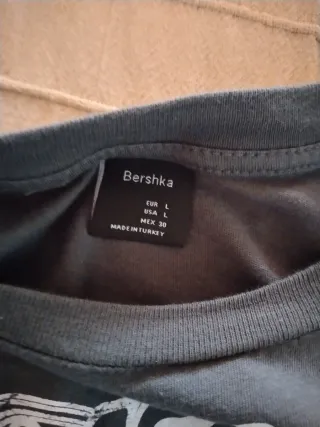 Bershka
EUR L
USA L
MEX 30
MADE IN TURKEY